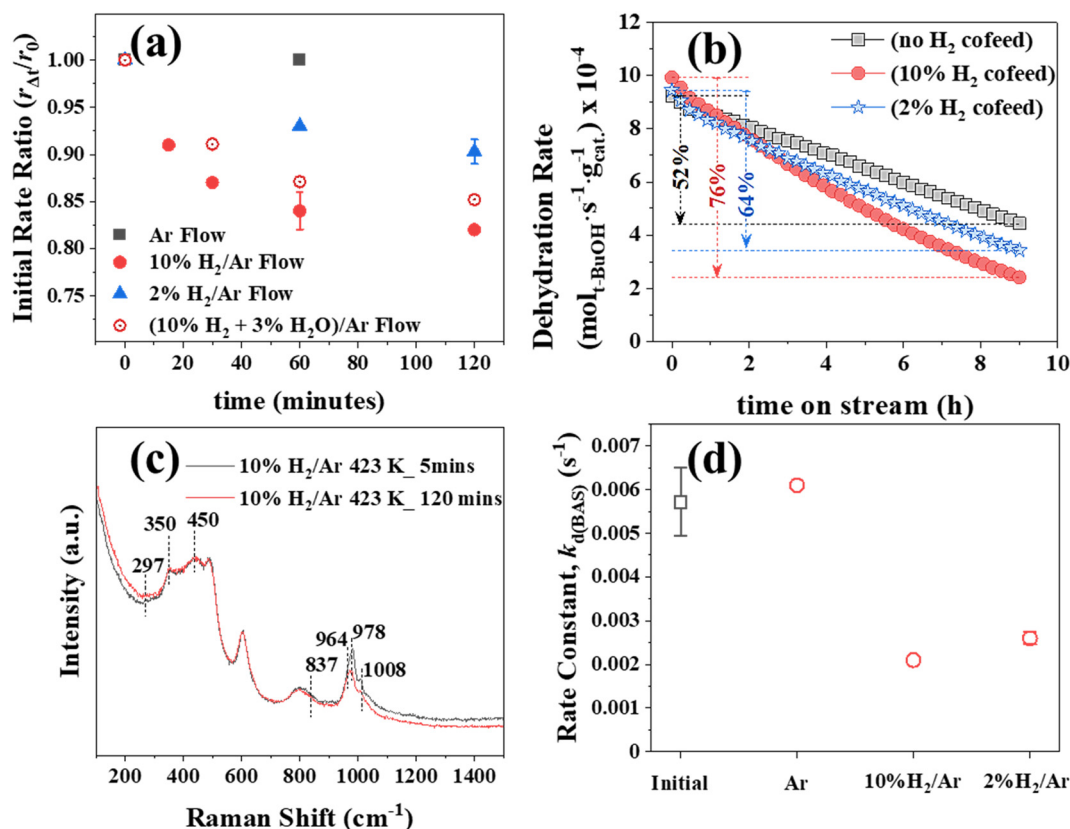 (a)
Initial Rate Ratio (rΔt/r0)
1.00
0.95
0.90
0.85
0.80
0.75
Ar Flow
10% H2/Ar Flow
2% H2/Ar Flow
(10% H2 + 3% H2O)/Ar Flow
0 20 40 60 80 100 120
time (minutes)
(b)
Dehydration Rate
(mol t-BuOH·s-1·g-1cat.) x 10-4
12
10
8
6
4
2
0
(no H2 cofeed)
(10% H2 cofeed)
(2% H2 cofeed)
52%
76%
64%
0 2 4 6 8 10
time on stream (h)
(c)
Intensity (a.u.)
10% H2/Ar 423 K_ 5mins
10% H2/Ar 423 K_ 120 mins
297
350
450
837
964
978
1008
200 400 600 800 1000 1200 1400
Raman Shift (cm-1)
(d)
Rate Constant, kd(BAS) (s-1)
0.007
0.006
0.005
0.004
0.003
0.002
0.001
0
Initial Ar 10%H2/Ar 2%H2/Ar